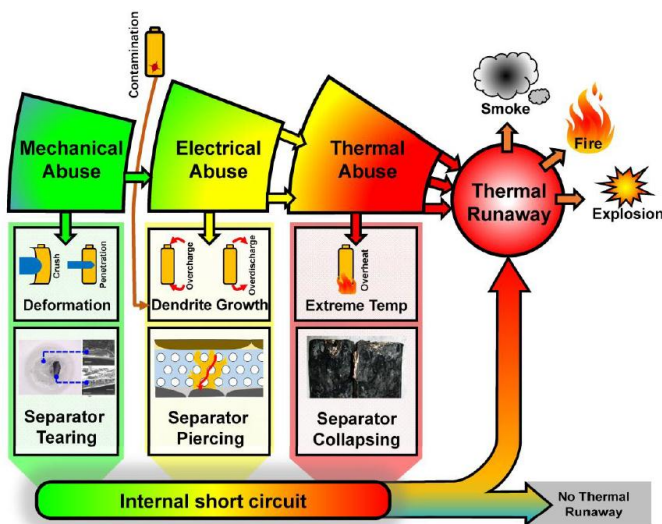 Contamination
Mechanical
Abuse
Electrical
Abuse
Thermal
Abuse
Thermal
Runaway
Smoke
Fire
Explosion
Crush
Penetration
Deformation
Overcharge
Overdischarge
Dendrite Growth
Overheat
Extreme Temp
Separator
Tearing
Separator
Piercing
Separator
Collapsing
Internal short circuit
No Thermal
Runaway